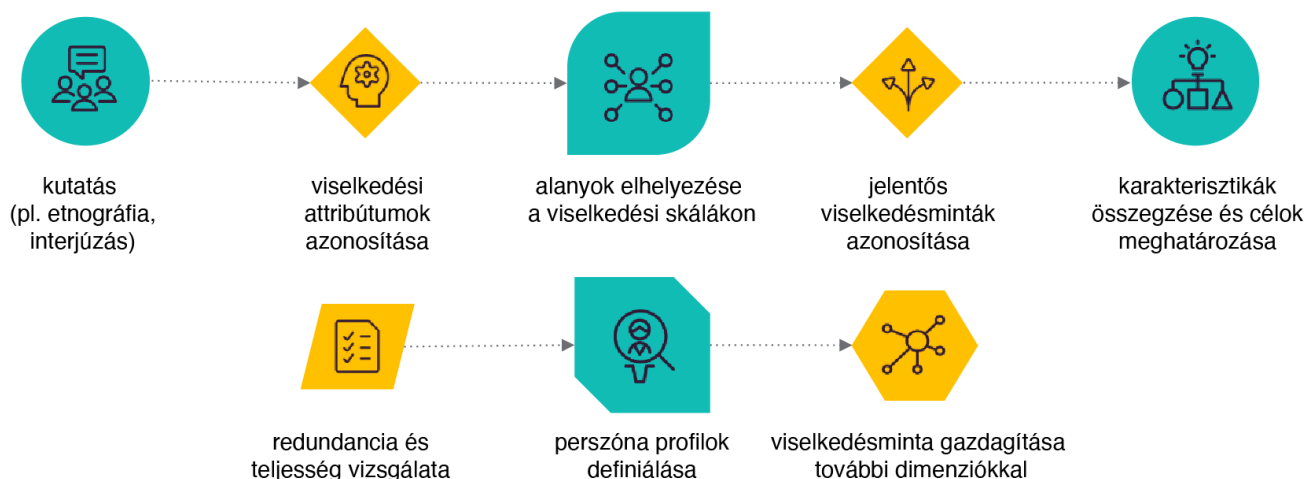 kutatás
(pl. etnográfia,
interjúzás)
viselkedési
attribútumok
azonosítása
alanyok elhelyezése
a viselkedési skálákon
jelentős
viselkedésminták
azonosítása
karakterisztikák
összegzése és célok
meghatározása
redundancia és
teljesség vizsgálata
perszóna profilok
definiálása
viselkedésminta gazdagítása
további dimenziókkal